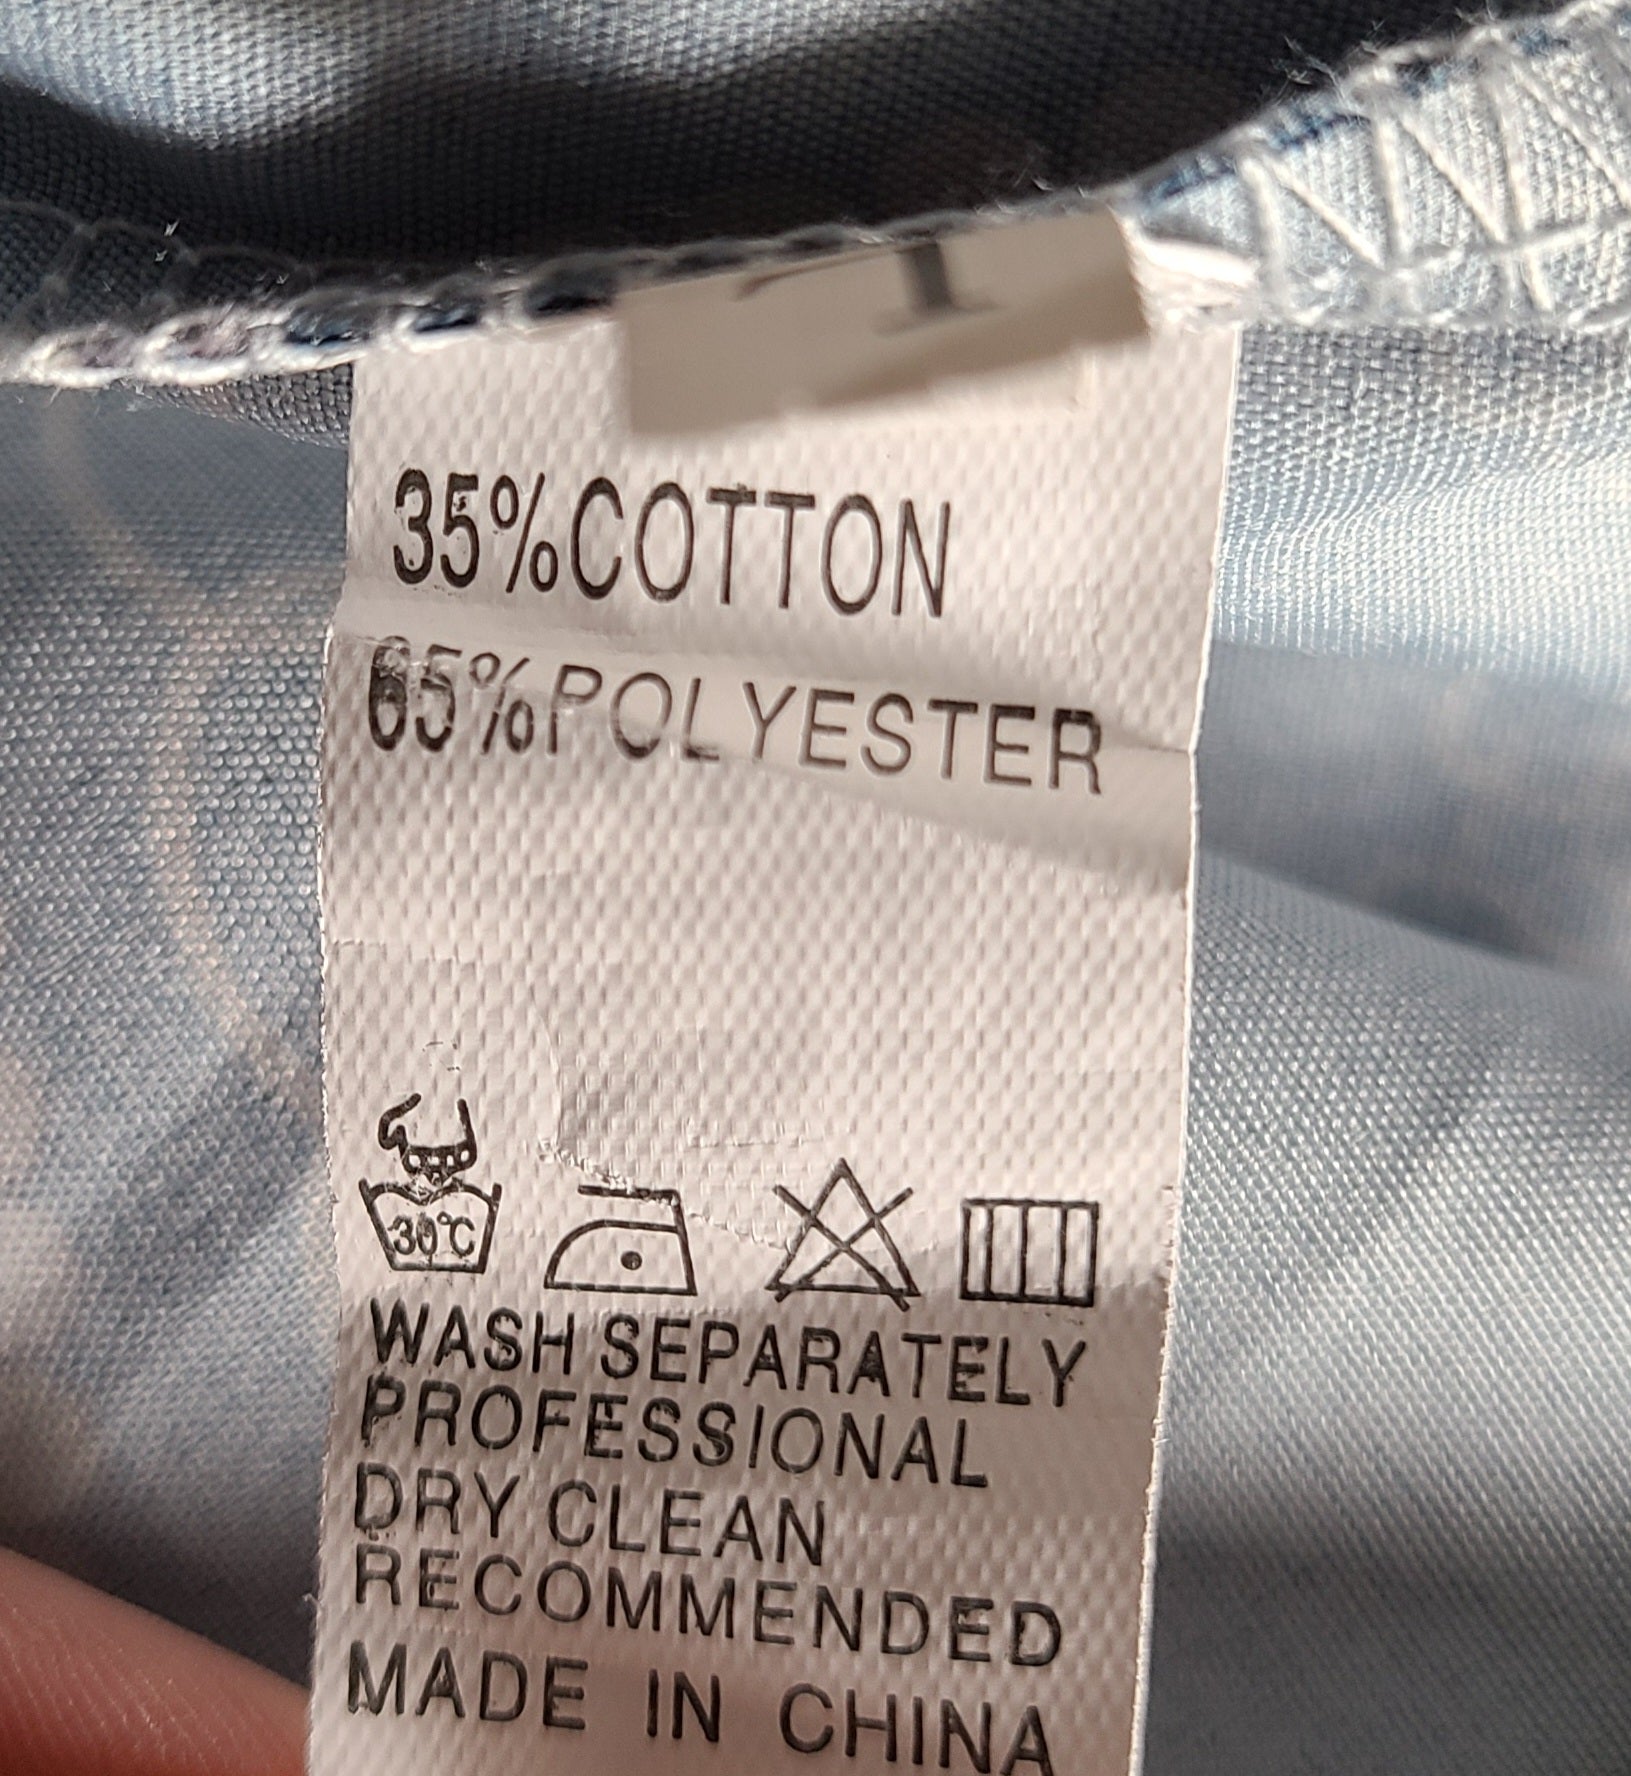 35%COTTON
65%POLYESTER
30°C
WASH SEPARATELY
PROFESSIONAL
DRY CLEAN
RECOMMENDED
MADE IN CHINA